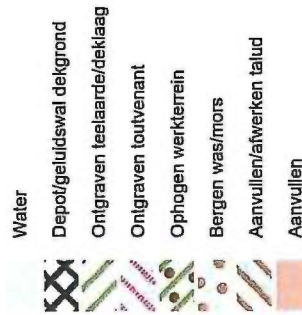 Water
Depot/geluidswal dekgrond
Ontgraven teelaarde/deklaag
Ontgraven toutvenant
Ophogen werkterrein
Bergen was/mors
Aanvullen/afwerken talud
Aanvullen